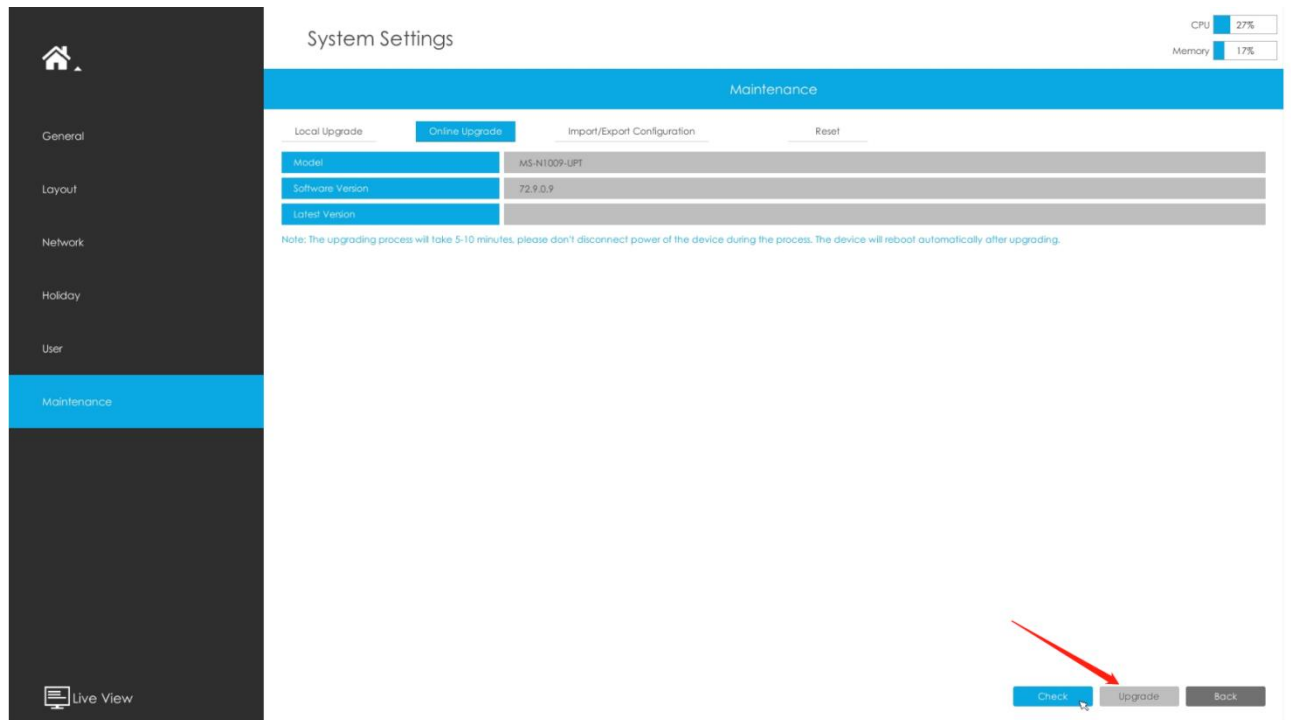 System Settings
CPU 27%
Memory 17%
Maintenance
General
Layout
Network
Holiday
User
Maintenance
Live View
Local Upgrade Online Upgrade Import/Export Configuration Reset
Model MS-N1009-UPT
Software Version 72.9.0.9
Latest Version
Note: The upgrading process will take 5-10 minutes, please don't disconnect power of the device during the process. The device will reboot automatically after upgrading.
Check Upgrade Back